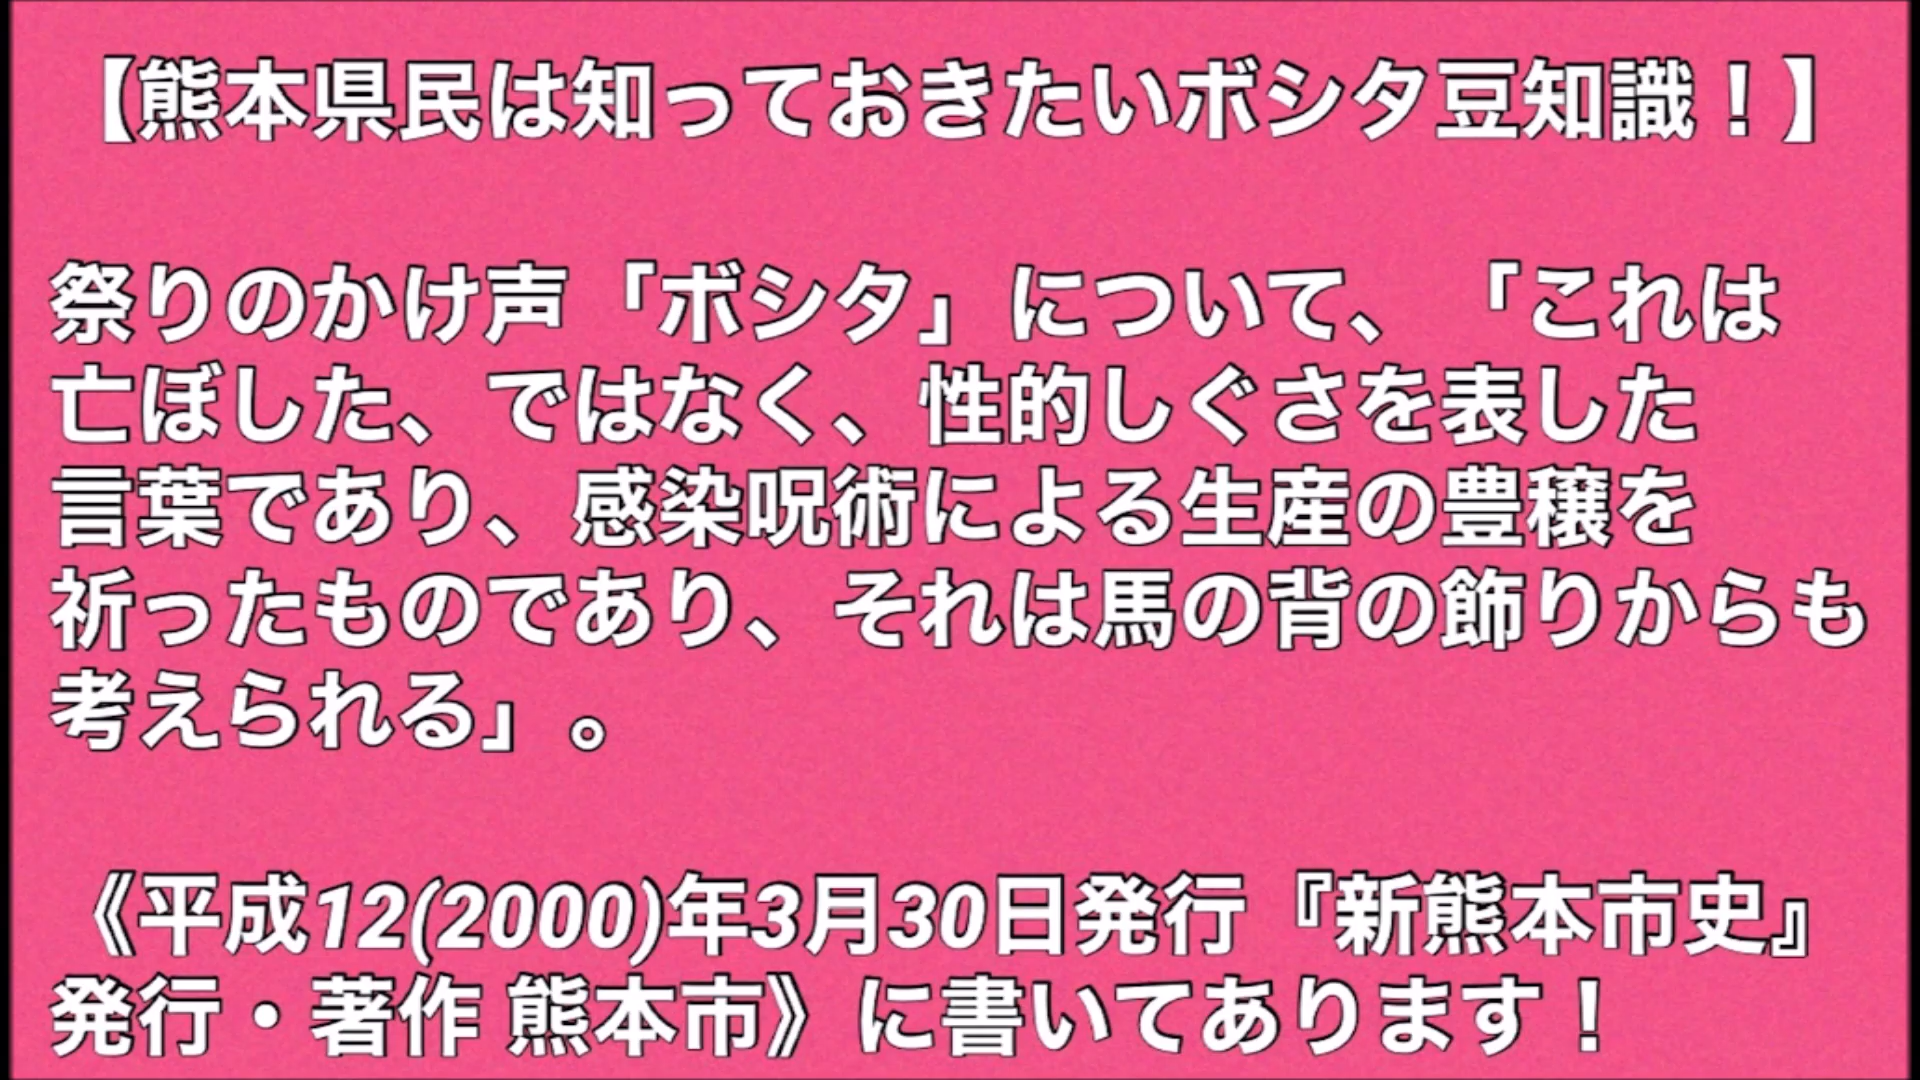 【熊本県民は知っておきたいボシタ豆知識！】
祭りのかけ声「ボシタ」について、「これは
亡ぼした、ではなく、性的しぐさを表した
言葉であり、感染呪術による生産の豊穣を
祈ったものであり、それは馬の背の飾りからも
考えられる」。
《平成12(2000)年3月30日発行『新熊本市史』
発行・著作 熊本市》に書いてあります！